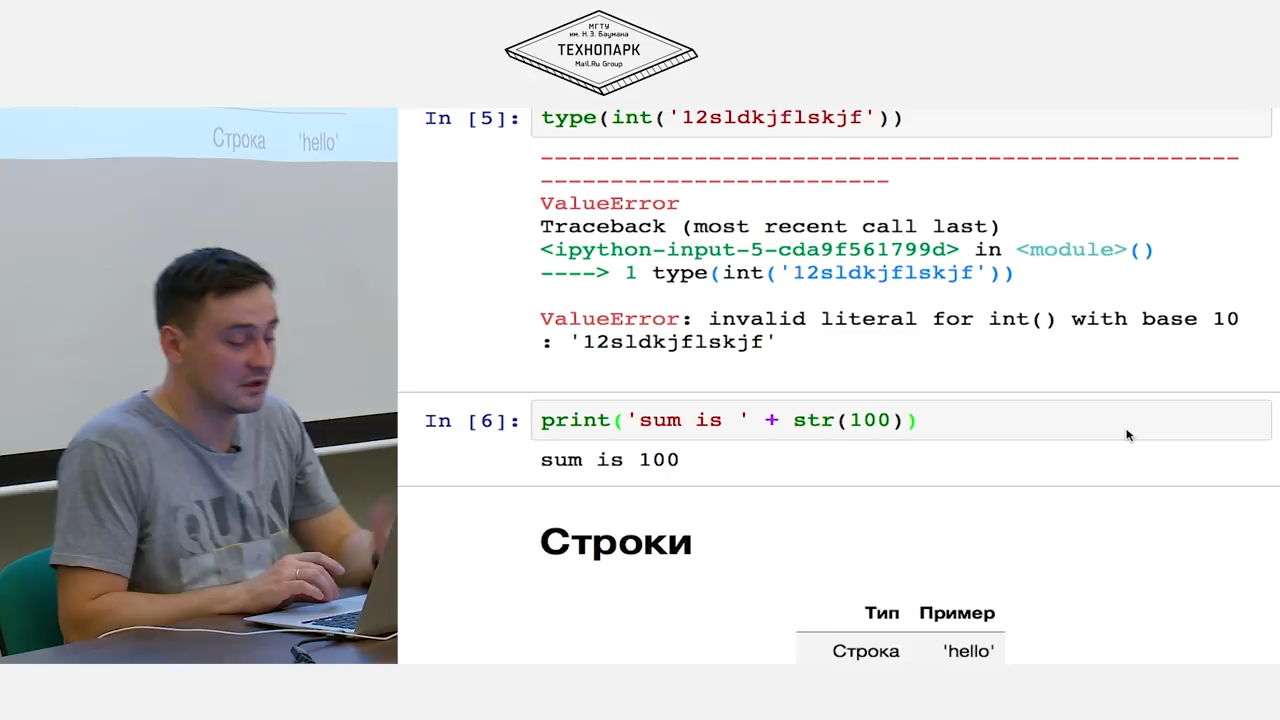 МГТУ
им. Н.Э. Баумана
ТЕХНОПАРК
Mail.Ru Group
Строка 'hello'
In [5]: type(int('12sldkjflskjf'))
---------------------------------------------------------------------------
ValueError
Traceback (most recent call last)
<ipython-input-5-cda9f561799d> in <module>()
----> 1 type(int('12sldkjflskjf'))
ValueError: invalid literal for int() with base 10
: '12sldkjflskjf'
In [6]: print('sum is ' + str(100))
sum is 100
Строки
Тип Пример
Строка 'hello'